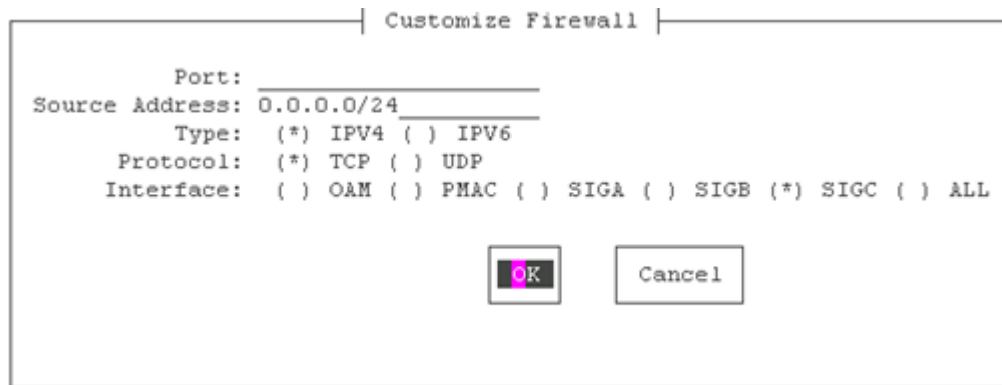 Customize Firewall
Port:
Source Address: 0.0.0.0/24
Type: (*) IPV4 ( ) IPV6
Protocol: (*) TCP ( ) UDP
Interface: ( ) OAM ( ) PMAC ( ) SIGA ( ) SIGB (*) SIGC ( ) ALL
OK Cancel